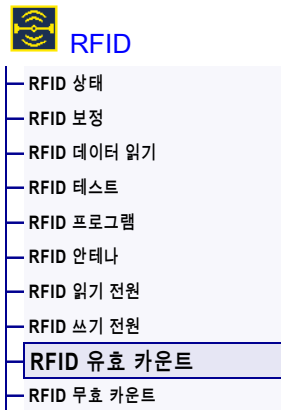 RFID
RFID 상태
RFID 보정
RFID 데이터 읽기
RFID 테스트
RFID 프로그램
RFID 안테나
RFID 읽기 전원
RFID 쓰기 전원
RFID 유효 카운트
RFID 무효 카운트